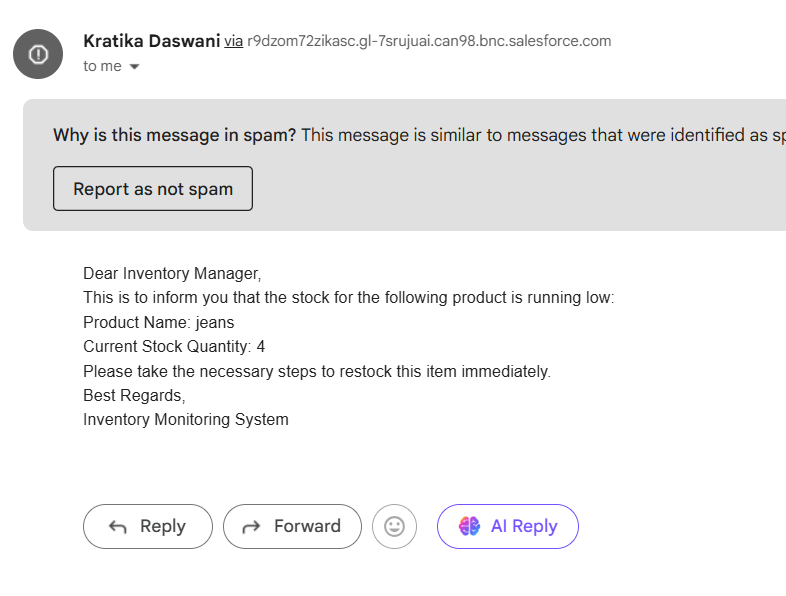 Kratika Daswani via r9dzom72zikasc.gl-7srujuai.can98.bnc.salesforce.com
to me
Why is this message in spam? This message is similar to messages that were identified as sp
Report as not spam
Dear Inventory Manager,
This is to inform you that the stock for the following product is running low:
Product Name: jeans
Current Stock Quantity: 4
Please take the necessary steps to restock this item immediately.
Best Regards,
Inventory Monitoring System
Reply Forward AI Reply